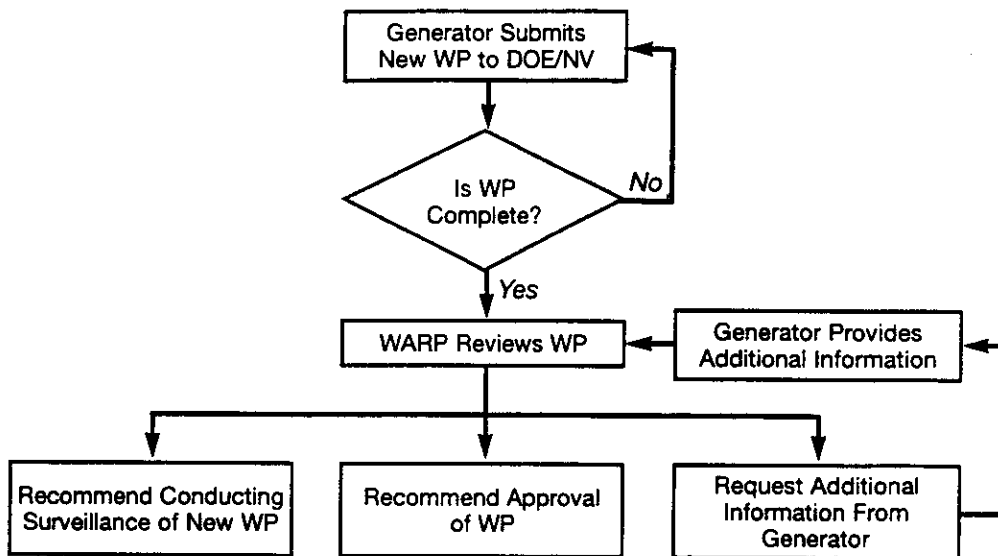 Generator Submits
New WP to DOE/NV
Is WP
Complete?
No
Yes
WARP Reviews WP
Generator Provides
Additional Information
Recommend Conducting
Surveillance of New WP
Recommend Approval
of WP
Request Additional
Information From
Generator